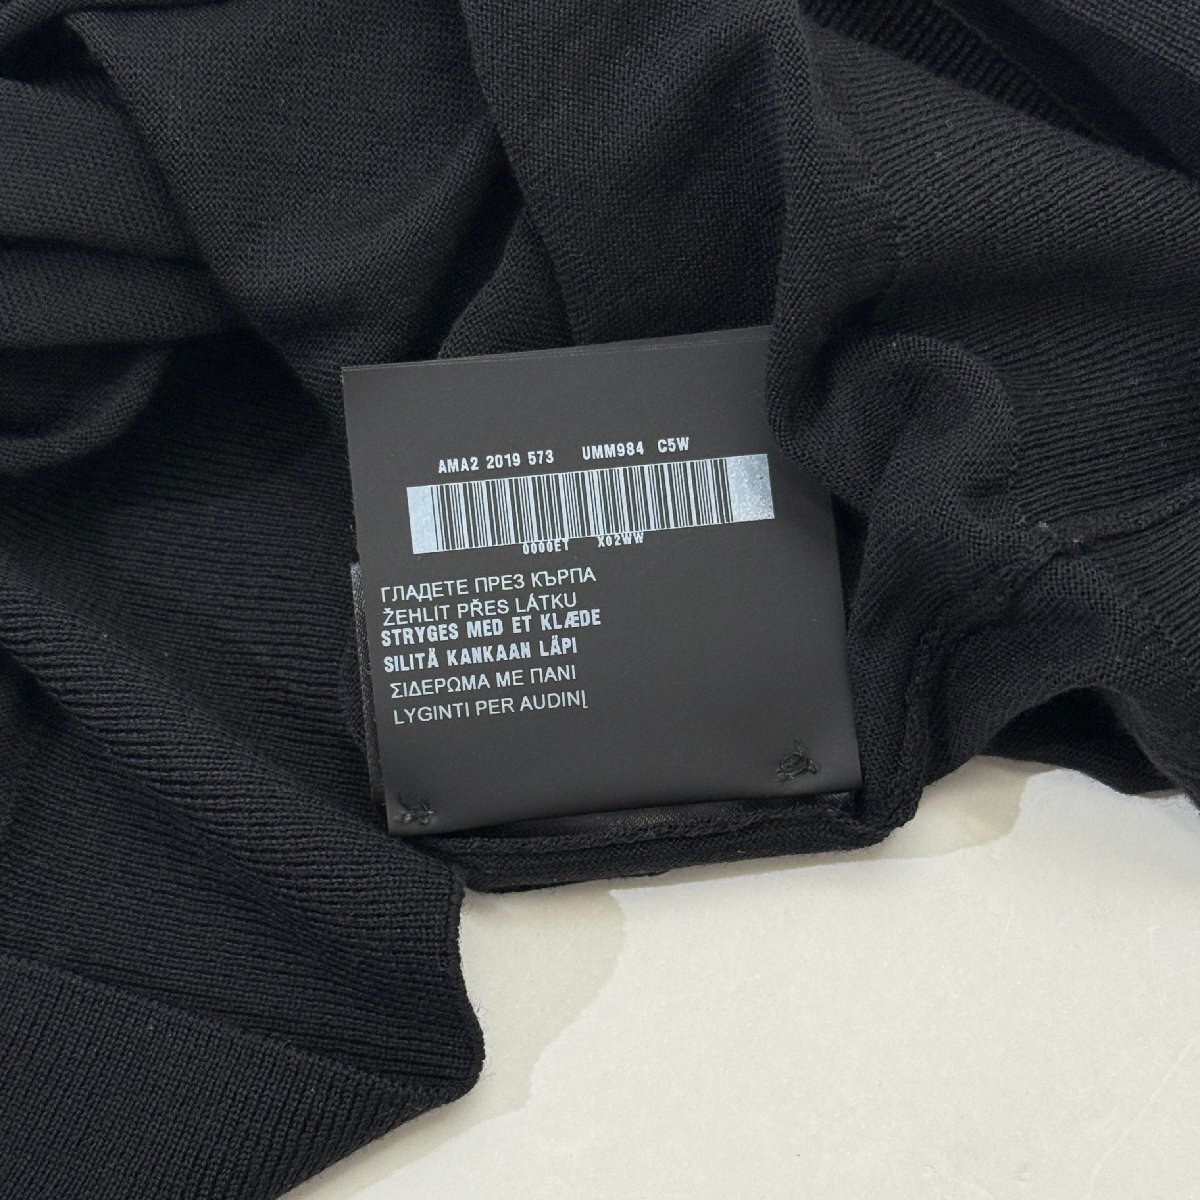 AMA2 2019 573 UMM984 C5W
0000ET X02WW
ГЛАДЕТЕ ПРЕЗ КЪРПА
ŽEHLIT PŘES LÁTKU
STRYGES MED ET KLÆDE
SILITÄ KANKAAN LÄPI
ΣΙΔΕΡΩΜΑ ΜΕ ΠΑΝΙ
LYGINTI PER AUDINĮ